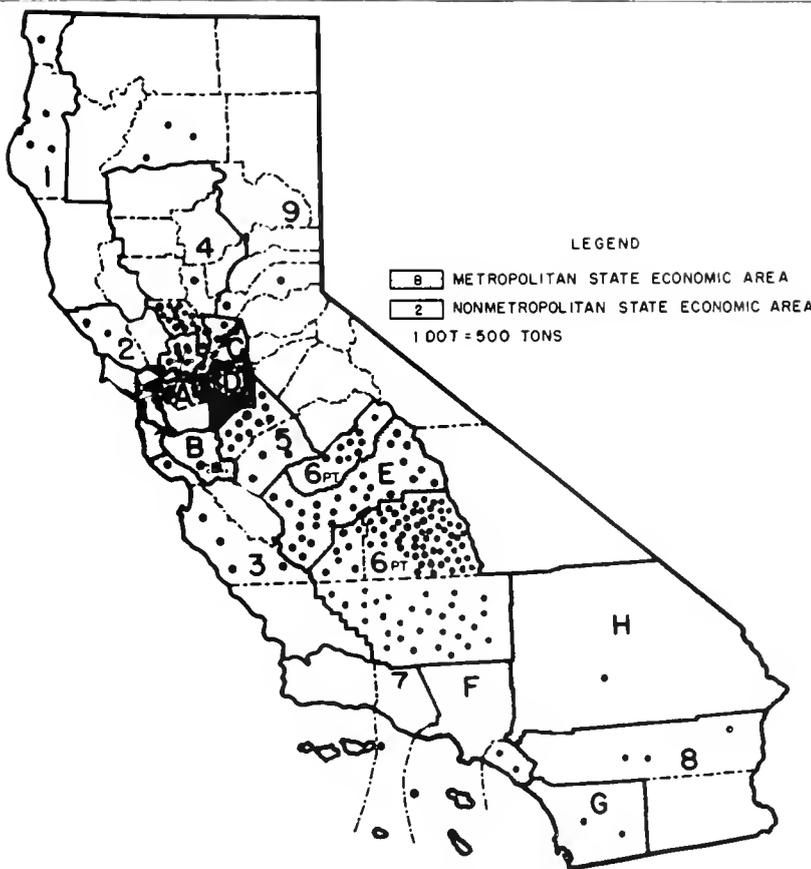 1
9
4
LEGEND
8 METROPOLITAN STATE ECONOMIC AREA
2 NONMETROPOLITAN STATE ECONOMIC AREA
1 DOT = 500 TONS
2
C
A
D
B
5
6PT
E
3
6PT
H
7
F
8
G